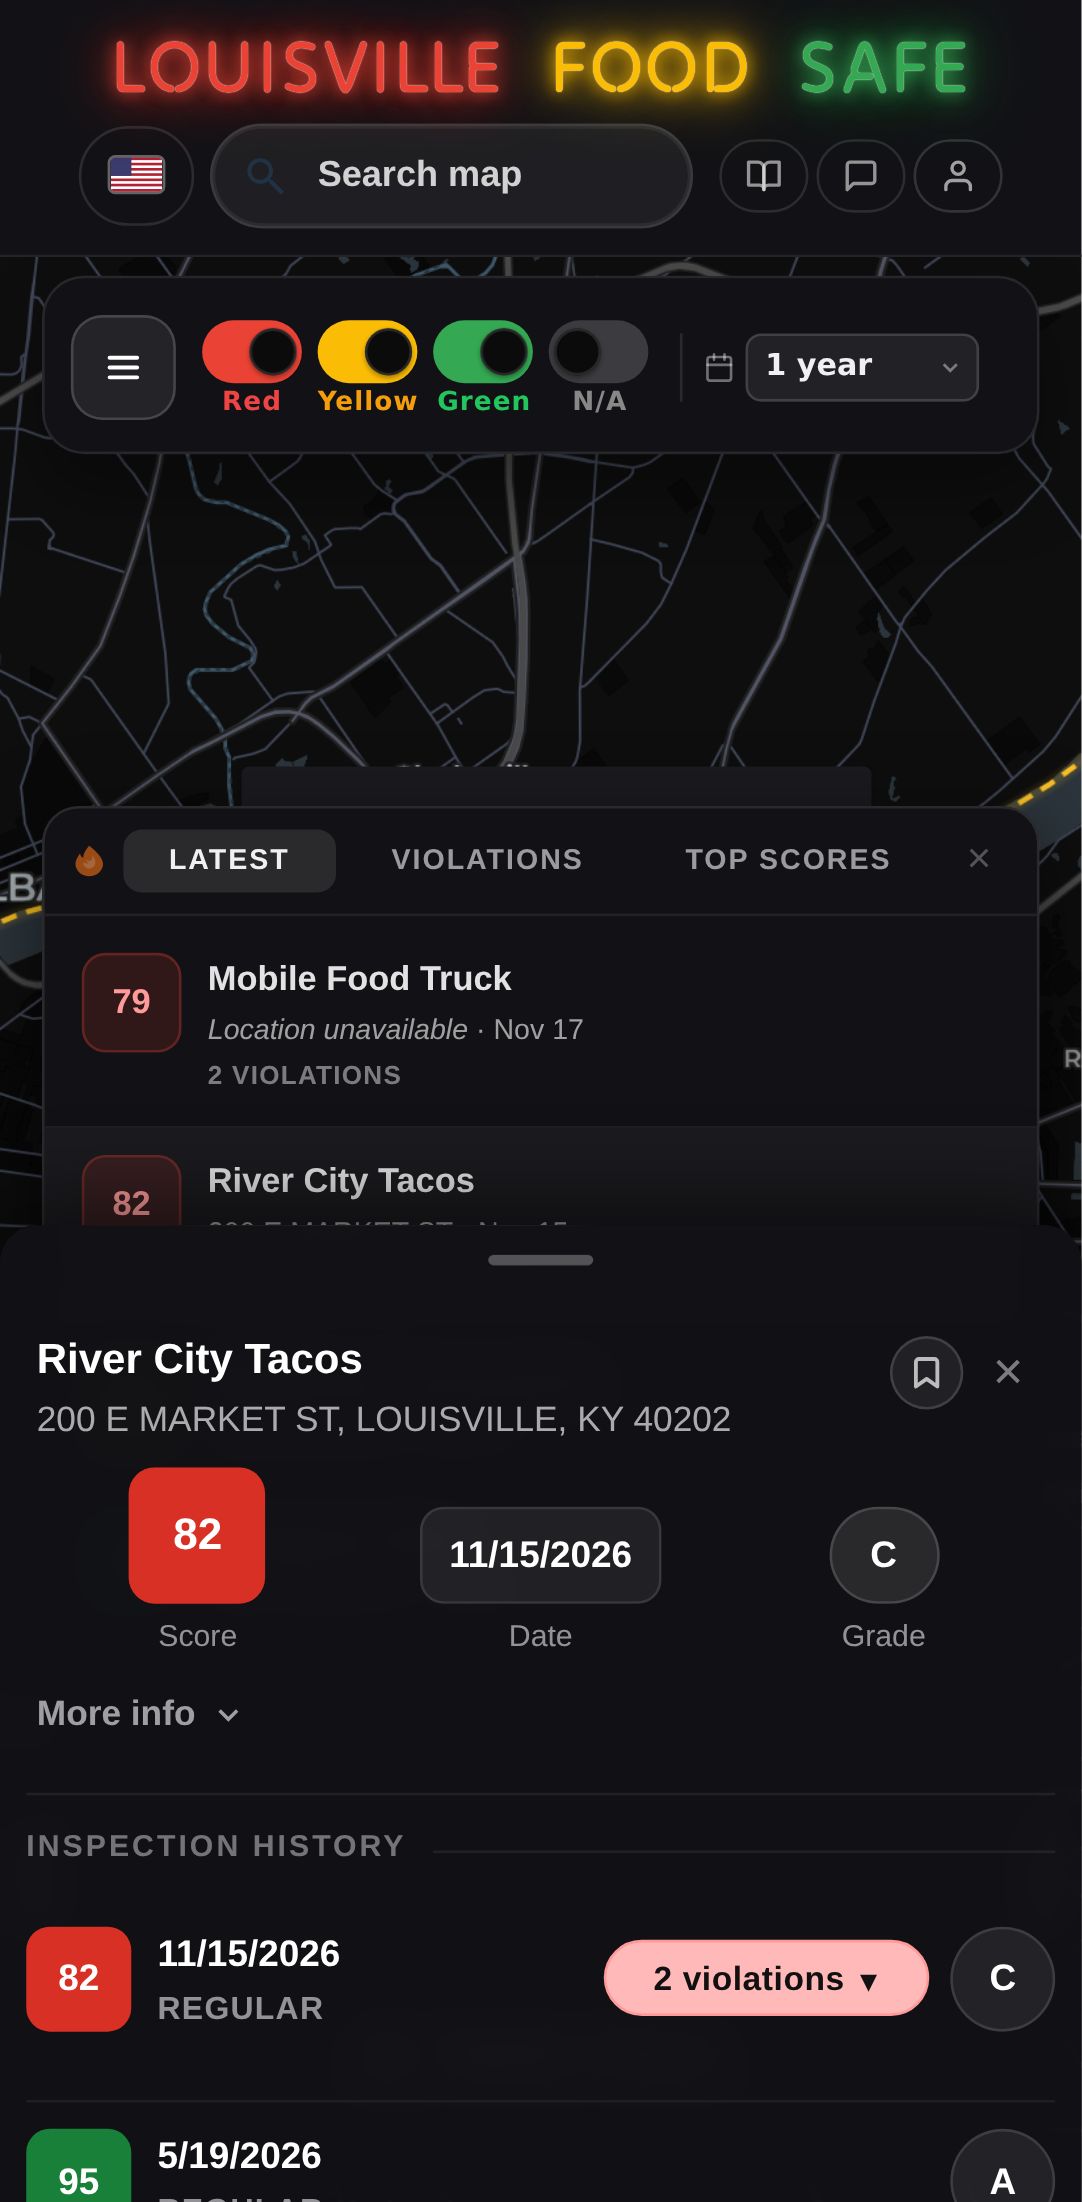 LOUISVILLE FOOD SAFE
Search map
Red Yellow Green N/A
1 year
LATEST VIOLATIONS TOP SCORES
79
Mobile Food Truck
Location unavailable · Nov 17
2 VIOLATIONS
82
River City Tacos
River City Tacos
200 E MARKET ST, LOUISVILLE, KY 40202
82 11/15/2026 C
Score Date Grade
More info
INSPECTION HISTORY
82
11/15/2026
REGULAR
2 violations ▼
C
95
5/19/2026
A